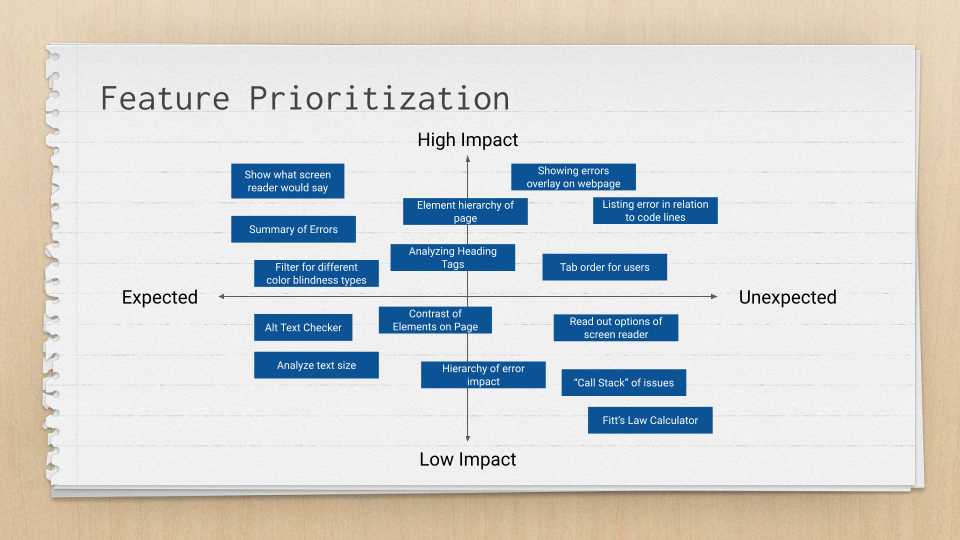 Feature Prioritization
High Impact
Show what screen
reader would say
Showing errors
overlay on webpage
Element hierarchy of
page
Listing error in relation
to code lines
Summary of Errors
Analyzing Heading
Tags
Filter for different
color blindness types
Tab order for users
Expected
Unexpected
Alt Text Checker
Contrast of
Elements on Page
Read out options of
screen reader
Analyze text size
Hierarchy of error
impact
“Call Stack” of issues
Fitt’s Law Calculator
Low Impact